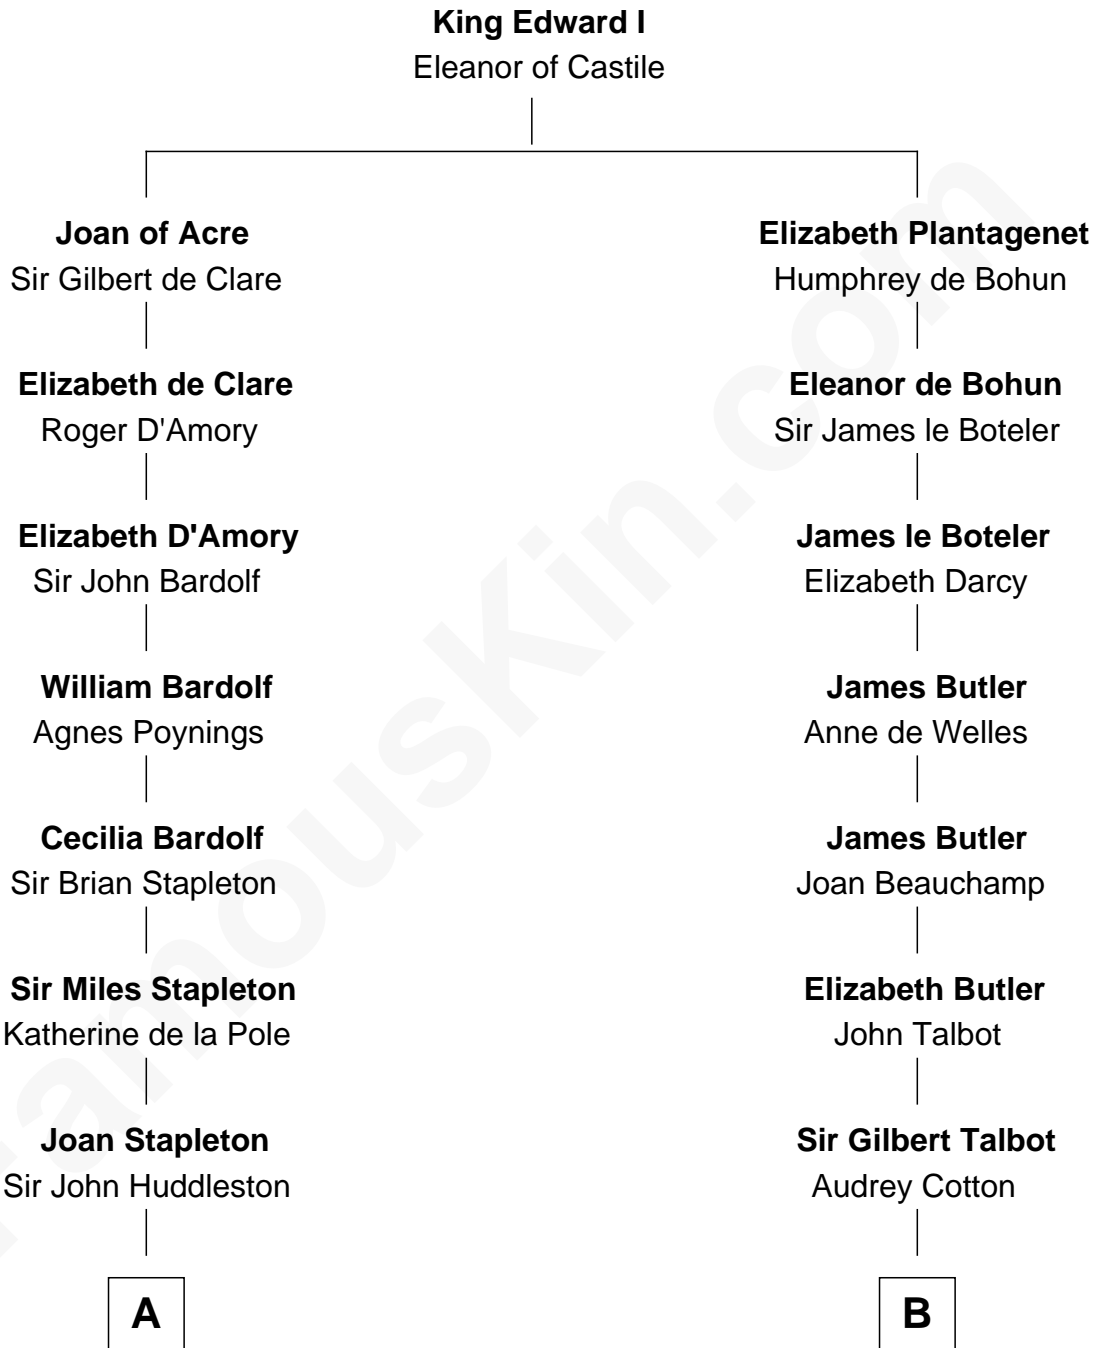 King Edward I
Eleanor of Castile
Joan of Acre
Sir Gilbert de Clare
Elizabeth Plantagenet
Humphrey de Bohun
Elizabeth de Clare
Roger D'Amory
Eleanor de Bohun
Sir James le Boteler
Elizabeth D'Amory
Sir John Bardolf
James le Boteler
Elizabeth Darcy
William Bardolf
Agnes Poynings
James Butler
Anne de Welles
Cecilia Bardolf
Sir Brian Stapleton
James Butler
Joan Beauchamp
Sir Miles Stapleton
Katherine de la Pole
Elizabeth Butler
John Talbot
Joan Stapleton
Sir John Huddleston
Sir Gilbert Talbot
Audrey Cotton
A
B
FamousKin.com